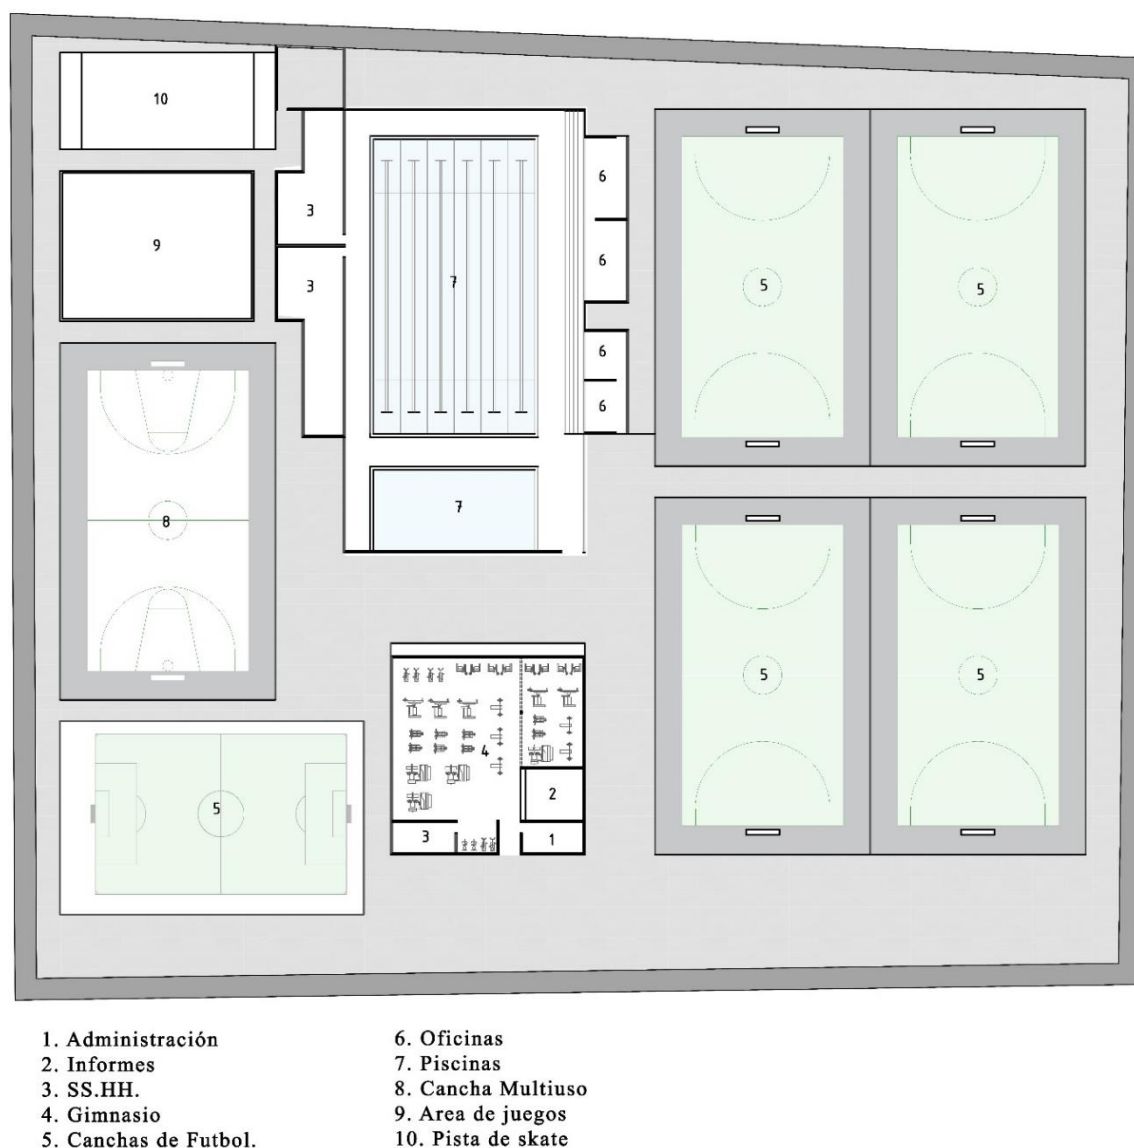 10
3
9
3
7
6
6
6
6
5
5
8
7
5
5
5
4
2
3
1
1. Administración
2. Informes
3. SS.HH.
4. Gimnasio
5. Canchas de Futbol.
6. Oficinas
7. Piscinas
8. Cancha Multiuso
9. Area de juegos
10. Pista de skate